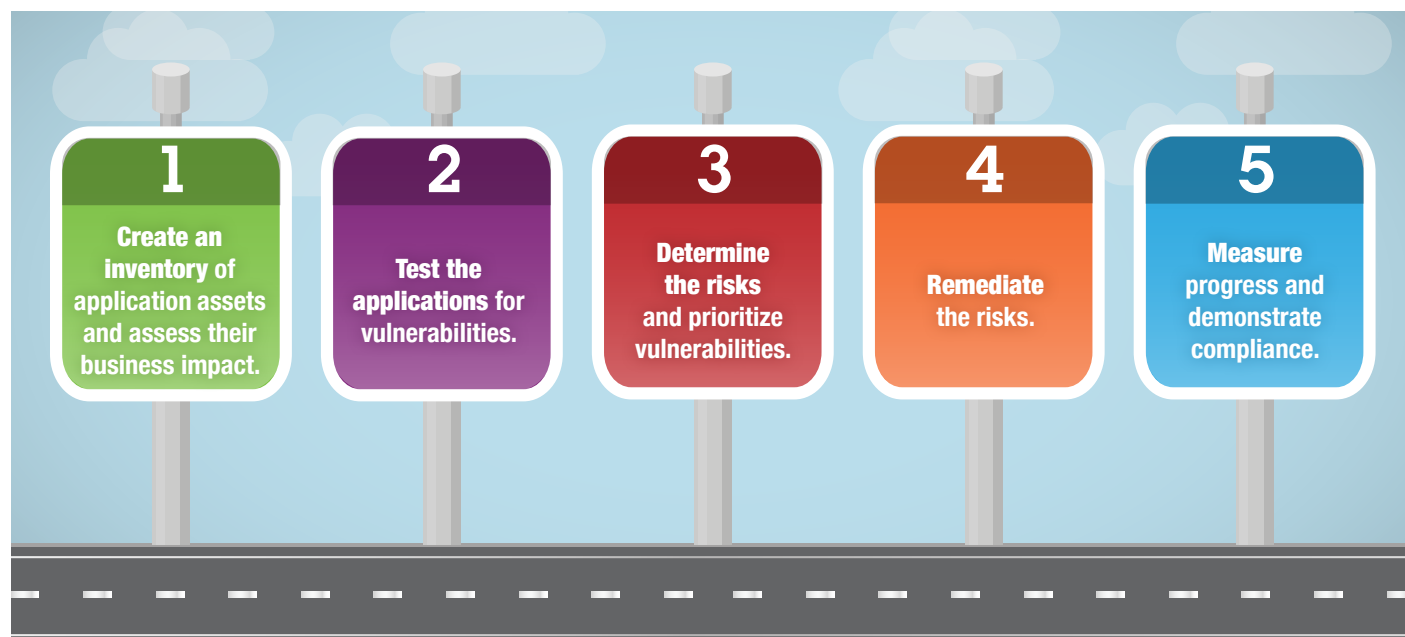 1
Create an
inventory of
application assets
and assess their
business impact.
2
Test the
applications for
vulnerabilities.
3
Determine
the risks
and prioritize
vulnerabilities.
4
Remediate
the risks.
5
Measure
progress and
demonstrate
compliance.